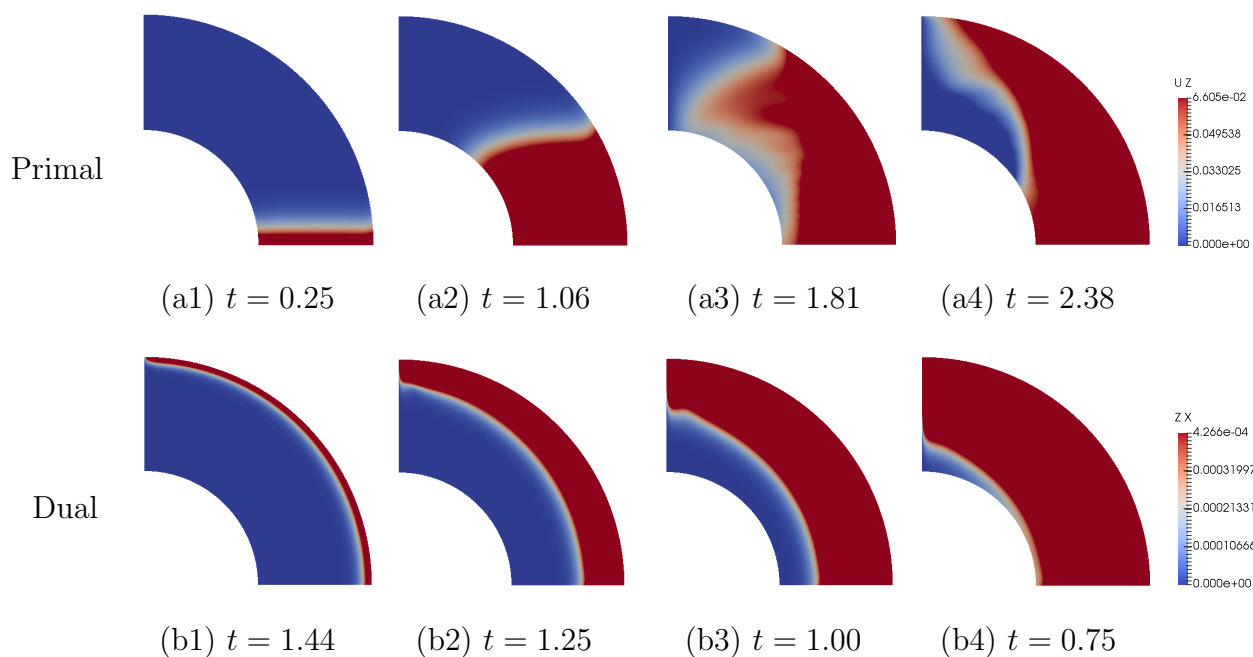 Primal
U Z
6.605e-02
0.049538
0.033025
0.016513
0.000e+00
(a1) t = 0.25
(a2) t = 1.06
(a3) t = 1.81
(a4) t = 2.38
Dual
Z X
4.266e-04
0.00031997
0.00021331
0.00010666
0.000e+00
(b1) t = 1.44
(b2) t = 1.25
(b3) t = 1.00
(b4) t = 0.75